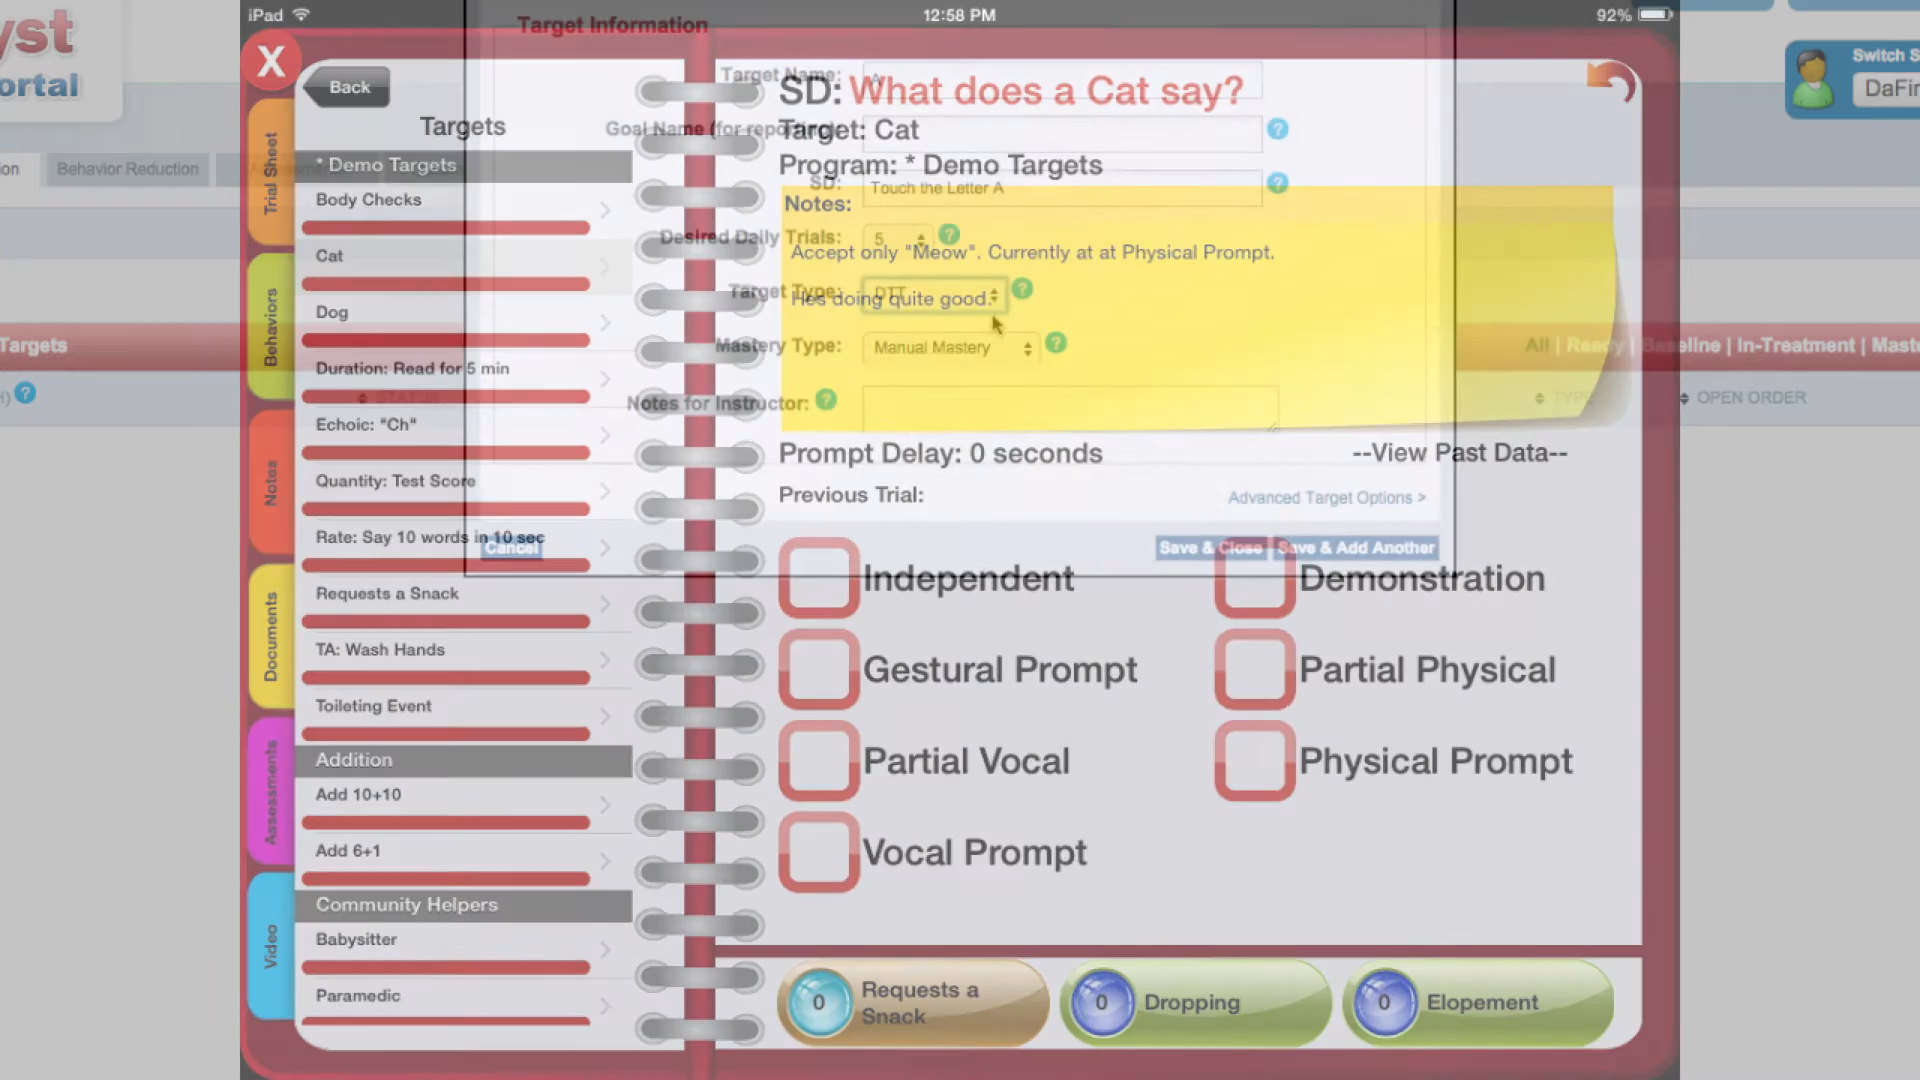 iPad
12:58 PM
92%
yst
ortal
Switch S
DaFir
ion
Behavior Reduction
Targets
All | Ready | Baseline | In-Treatment | Maste
H)
STATUS
TYPE
OPEN ORDER
X
Back
Targets
Trial Sheet
Behaviors
Notes
Documents
Assessments
Video
* Demo Targets
Body Checks
Cat
Dog
Duration: Read for 5 min
Echoic: "Ch"
Quantity: Test Score
Rate: Say 10 words in 10 sec
Requests a Snack
TA: Wash Hands
Toileting Event
Addition
Add 10+10
Add 6+1
Community Helpers
Babysitter
Paramedic
Target Information
Target Name: A
Goal Name (for reporting):
SD: Touch the Letter A
Desired Daily Trials: 5
Target Type: DTT
Mastery Type: Manual Mastery
Notes for Instructor:
Advanced Target Options >
Cancel
Save & Close
Save & Add Another
SD: What does a Cat say?
Target: Cat
Program: * Demo Targets
Notes:
Accept only "Meow". Currently at at Physical Prompt.
Hes doing quite good.
Prompt Delay: 0 seconds
--View Past Data--
Previous Trial:
Independent
Demonstration
Gestural Prompt
Partial Physical
Partial Vocal
Physical Prompt
Vocal Prompt
0
Requests a
Snack
0
Dropping
0
Elopement